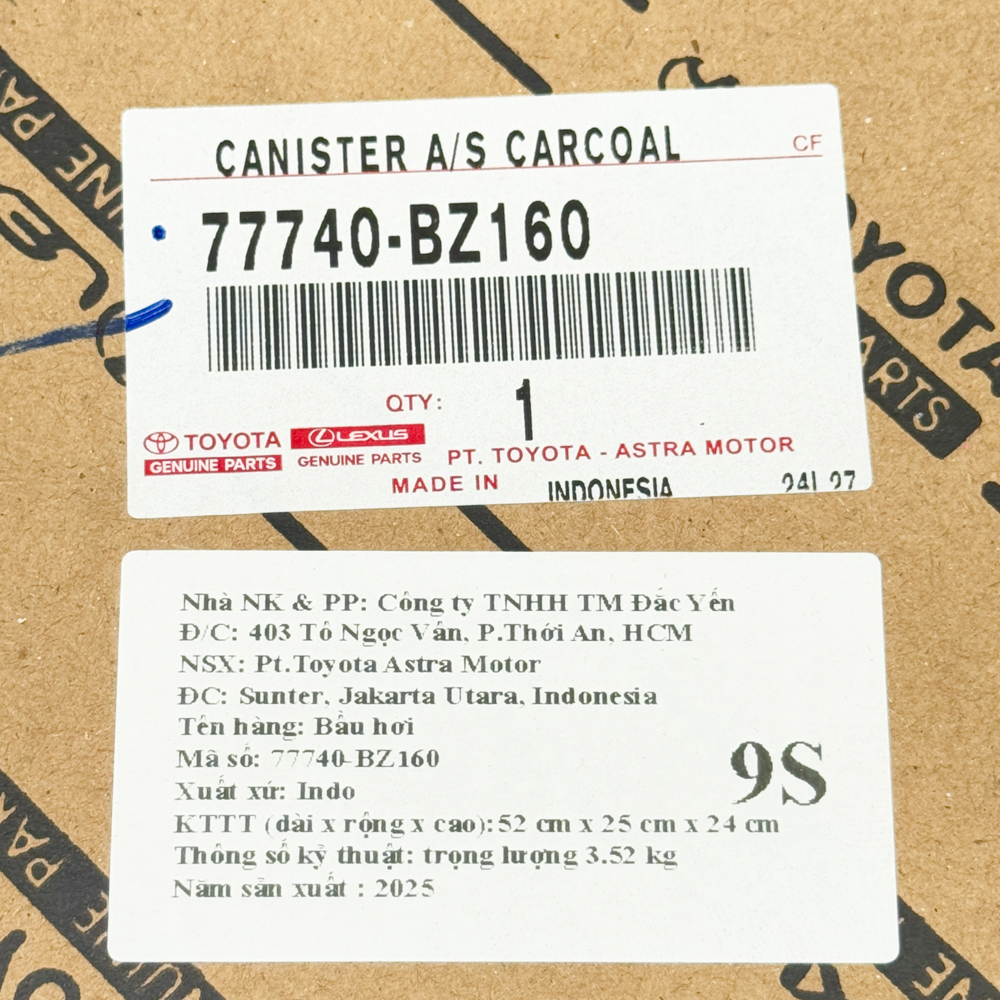 CANISTER A/S CARCOAL
CF
77740-BZ160
QTY: 1
TOYOTA
GENUINE PARTS
LEXUS
GENUINE PARTS
PT. TOYOTA - ASTRA MOTOR
MADE IN INDONESIA
24I 27
Nhà NK & PP: Công ty TNHH TM Đắc Yến
Đ/C: 403 Tô Ngọc Vân, P.Thới An, HCM
NSX: Pt.Toyota Astra Motor
ĐC: Sunter, Jakarta Utara, Indonesia
Tên hàng: Bầu hơi
Mã số: 77740-BZ160
Xuất xứ: Indo
KTTT (dài x rộng x cao): 52 cm x 25 cm x 24 cm
Thông số kỹ thuật: trọng lượng 3.52 kg
Năm sản xuất : 2025
9S
TOYOTA
PARTS